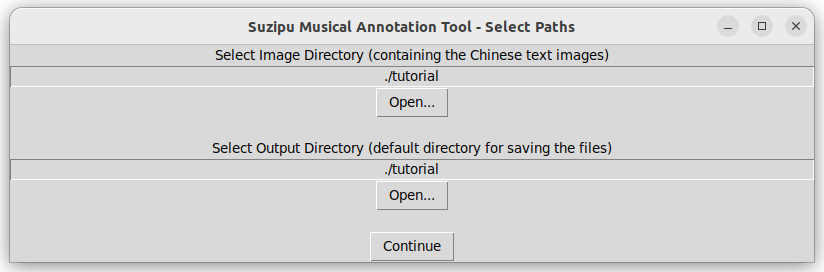 Suzipu Musical Annotation Tool - Select Paths
Select Image Directory (containing the Chinese text images)
./tutorial
Open...
Select Output Directory (default directory for saving the files)
./tutorial
Open...
Continue